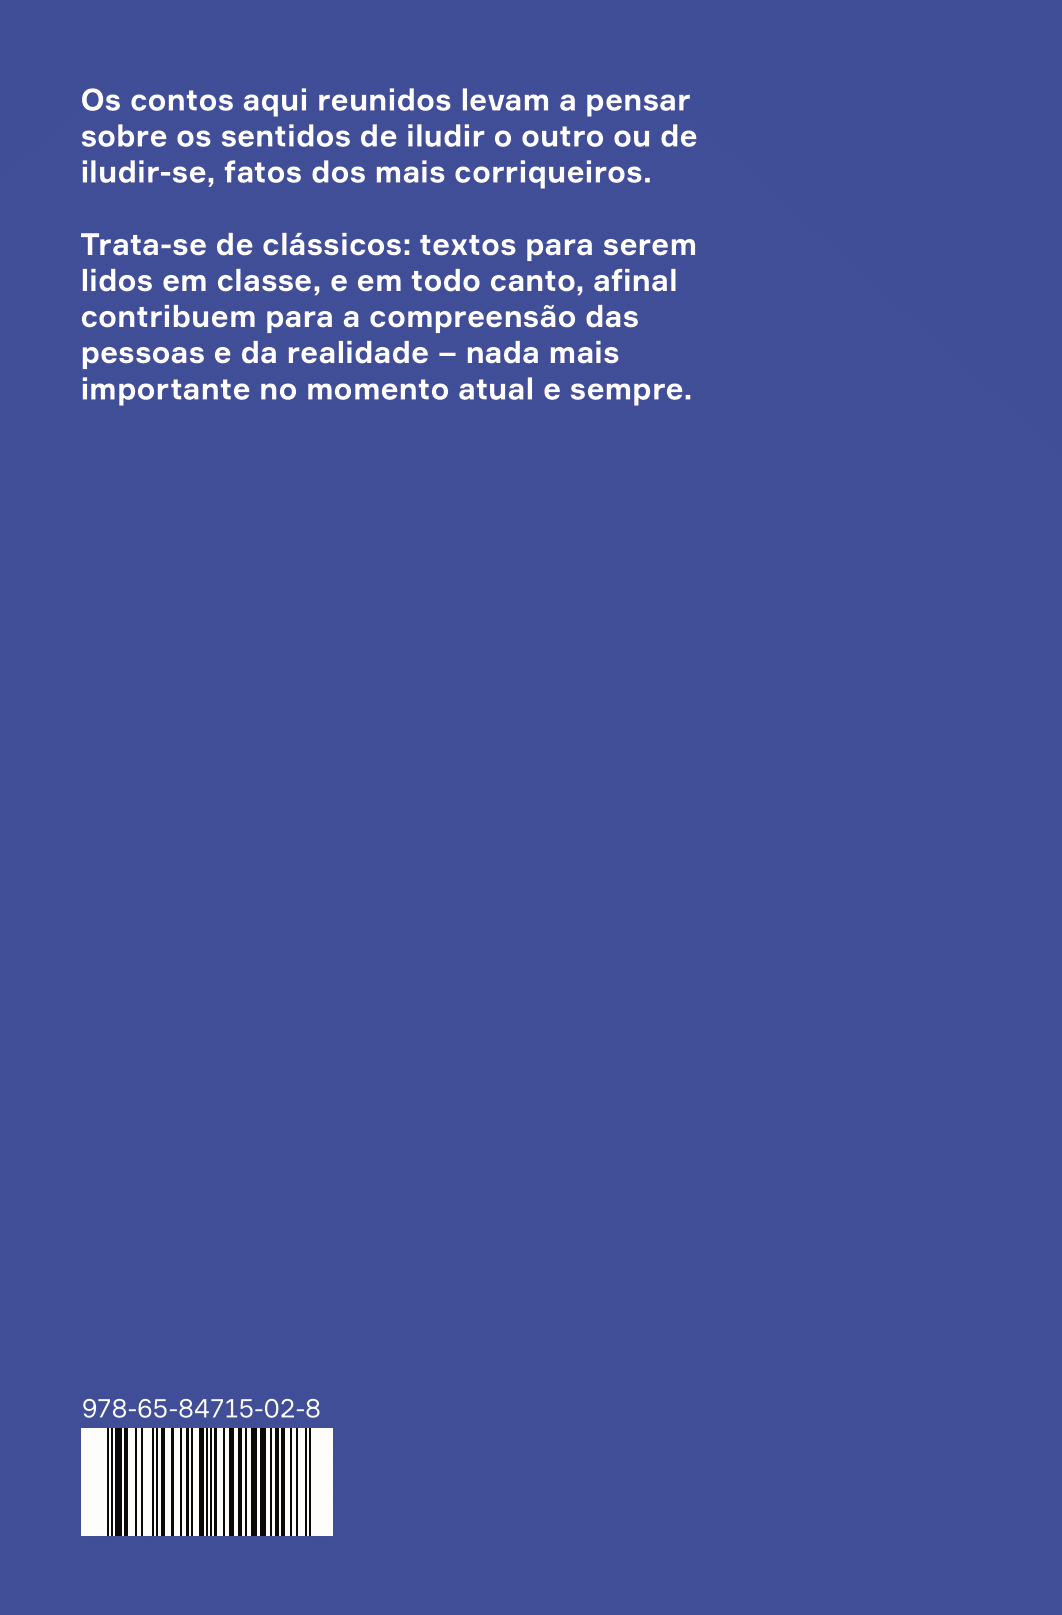 Os contos aqui reunidos levam a pensar
sobre os sentidos de iludir o outro ou de
iludir-se, fatos dos mais corriqueiros.
Trata-se de clássicos: textos para serem
lidos em classe, e em todo canto, afinal
contribuem para a compreensão das
pessoas e da realidade – nada mais
importante no momento atual e sempre.
978-65-84715-02-8